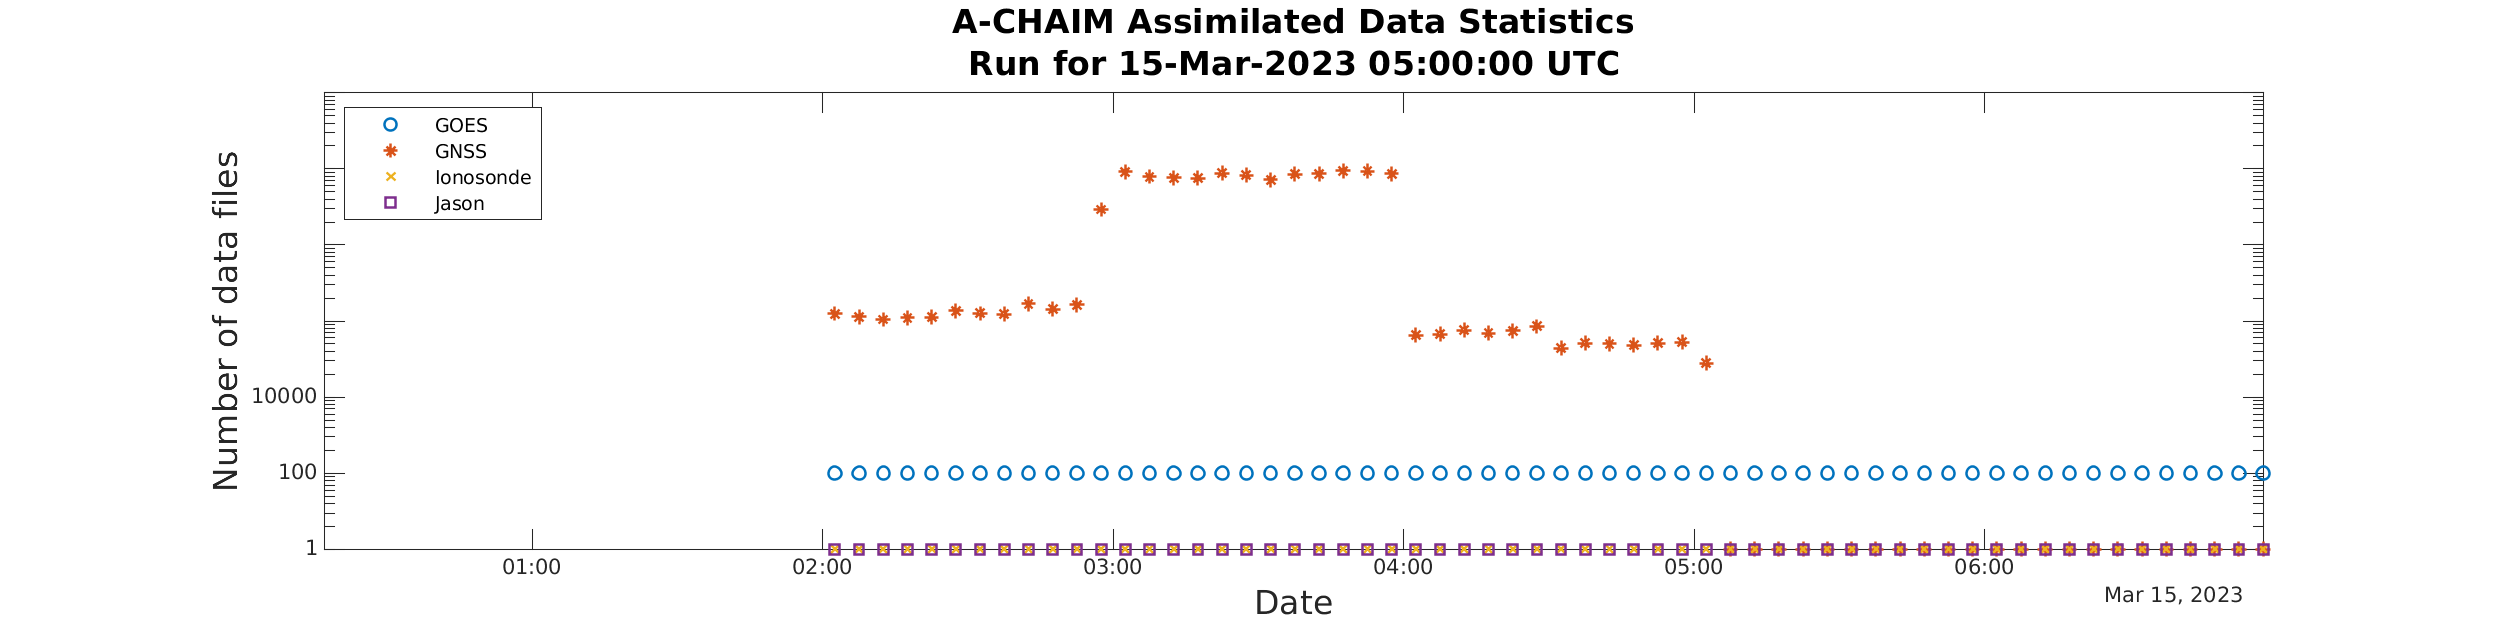 A-CHAIM Assimilated Data Statistics
Run for 15-Mar-2023 05:00:00 UTC
GOES
GNSS
Ionosonde
Jason
Number of data files
10000
100
1
01:00
02:00
03:00
04:00
05:00
06:00
Mar 15, 2023
Date